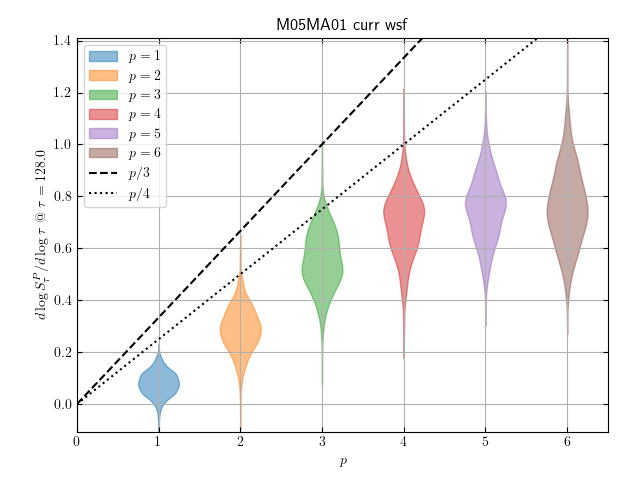 M05MA01 curr wsf
1.4
1.2
1.0
0.8
0.6
0.4
0.2
0.0
d log S_τ^P / d log τ @ τ = 128.0
p = 1
p = 2
p = 3
p = 4
p = 5
p = 6
p/3
p/4
0 1 2 3 4 5 6
p